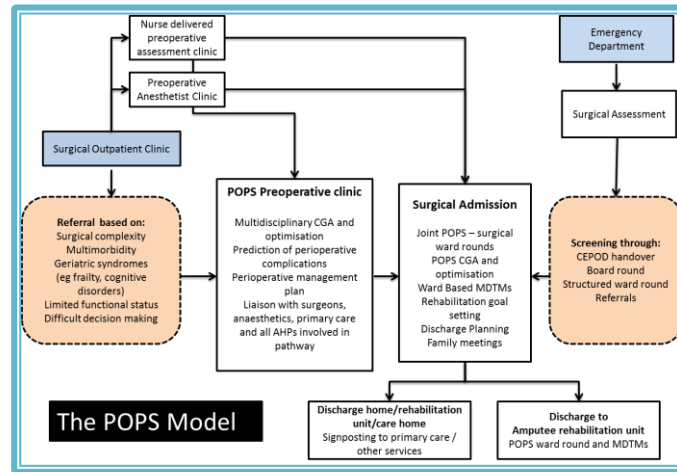 Nurse delivered
preoperative
assessment clinic
Preoperative
Anesthetist Clinic
Surgical Outpatient Clinic
Emergency
Department
Surgical Assessment
Referral based on:
Surgical complexity
Multimorbidity
Geriatric syndromes
(eg frailty, cognitive
disorders)
Limited functional status
Difficult decision making
POPS Preoperative clinic
Multidisciplinary CGA and
optimisation
Prediction of perioperative
complications
Perioperative management
plan
Liaison with surgeons,
anaesthetics, primary care
and all AHPs involved in
pathway
Surgical Admission
Joint POPS – surgical
ward rounds
POPS CGA and
optimisation
Ward Based MDTMs
Rehabilitation goal
setting
Discharge Planning
Family meetings
Screening through:
CEPOD handover
Board round
Structured ward round
Referrals
The POPS Model
Discharge home/rehabilitation
unit/care home
Signposting to primary care /
other services
Discharge to
Amputee rehabilitation unit
POPS ward round and MDTMs